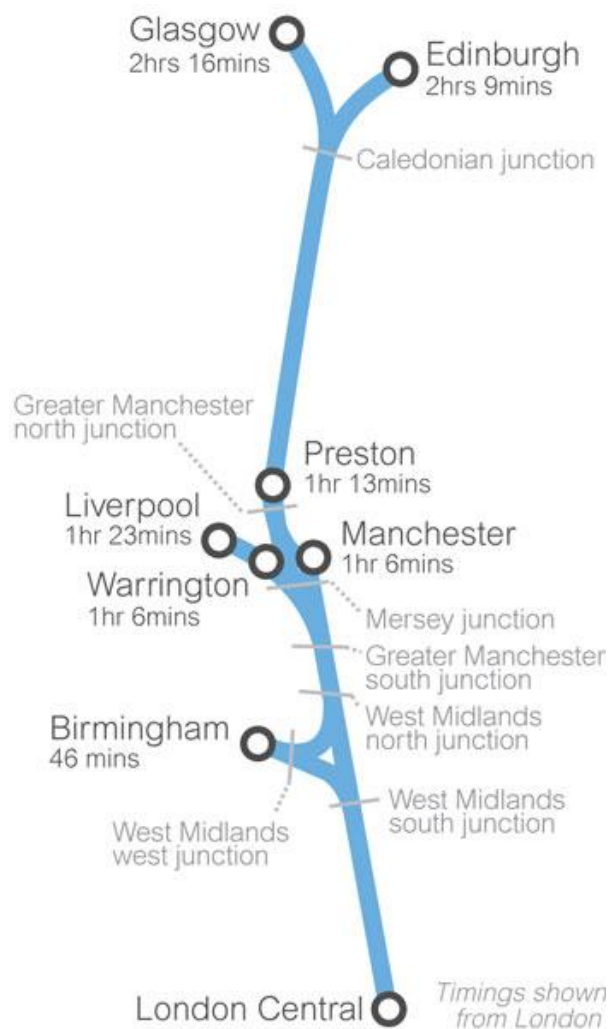 Glasgow
2hrs 16mins
Edinburgh
2hrs 9mins
Caledonian junction
Greater Manchester
north junction
Preston
1hr 13mins
Liverpool
1hr 23mins
Manchester
1hr 6mins
Warrington
1hr 6mins
Mersey junction
Greater Manchester
south junction
West Midlands
north junction
Birmingham
46 mins
West Midlands
south junction
West Midlands
west junction
London Central
Timings shown
from London